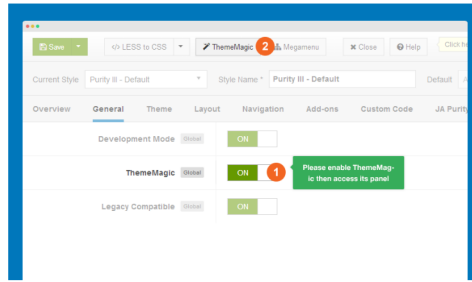 Save
</> LESS to CSS
ThemeMagic
2
Megamenu
Close
Help
Current Style
Purity III - Default
Style Name *
Purity III - Default
Default
Overview
General
Theme
Layout
Navigation
Add-ons
Custom Code
JA Purity
Development Mode
Global
ON
ThemeMagic
Global
ON
1
Please enable ThemeMag-
ic then access its panel
Legacy Compatible
Global
ON